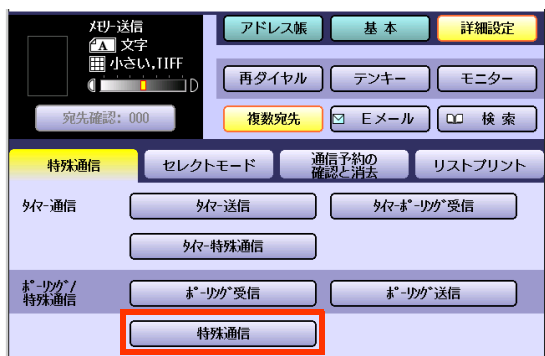 ﾒﾓﾘｰ送信
A 文字
小さい,TIFF
D
宛先確認: 000
アドレス帳
基 本
詳細設定
再ダイヤル
テンキー
モニター
複数宛先
Eメール
検 索
特殊通信
セレクトモード
通信予約の
確認と消去
リストプリント
ﾀｲﾏｰ通信
ﾀｲﾏｰ送信
ﾀｲﾏｰﾎﾟｰﾘﾝｸﾞ受信
ﾀｲﾏｰ特殊通信
ﾎﾟｰﾘﾝｸﾞ/
特殊通信
ﾎﾟｰﾘﾝｸﾞ受信
ﾎﾟｰﾘﾝｸﾞ送信
特殊通信